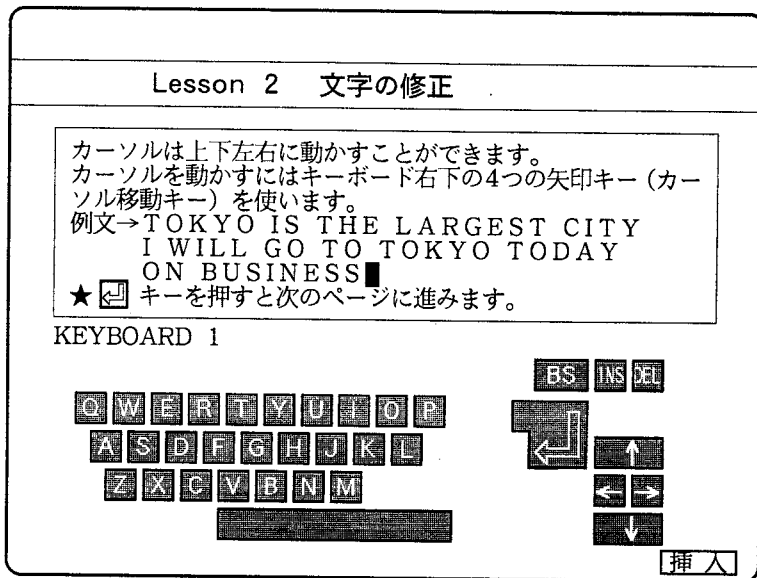 Lesson 2 文字の修正
カーソルは上下左右に動かすことができます。
カーソルを動かすにはキーボード右下の4つの矢印キー（カー
ソル移動キー）を使います。
例文→TOKYO IS THE LARGEST CITY
I WILL GO TO TOKYO TODAY
ON BUSINESS
★ キーを押すと次のページに進みます。
KEYBOARD 1
BS INS DEL
Q W E R T Y U I O P
A S D F G H J K L
Z X C V B N M
挿入